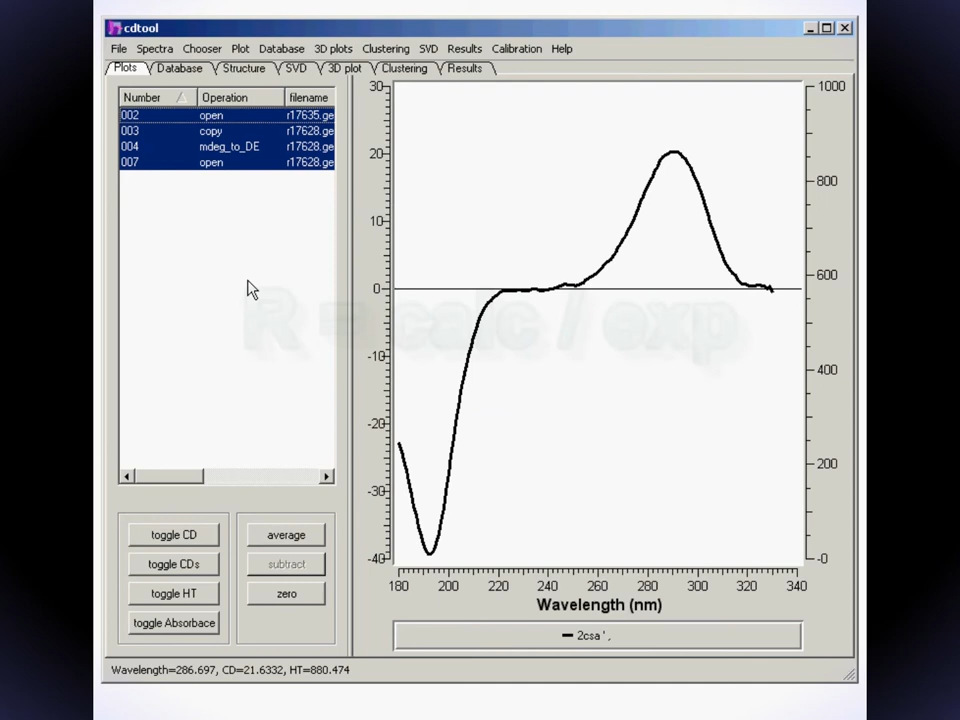 cdtool
File Spectra Chooser Plot Database 3D plots Clustering SVD Results Calibration Help
Plots Database Structure SVD 3D plot Clustering Results
Number Operation filename
002 open r17635.ge
003 copy r17628.ge
004 mdeg_to_DE r17628.ge
007 open r17628.ge
30
20
10
0
-10
-20
-30
-40
1000
800
600
400
200
-0
180 200 220 240 260 280 300 320 340
Wavelength (nm)
2csa ' ,
R = calc / exp
toggle CD
toggle CDs
toggle HT
toggle Absorbace
average
subtract
zero
Wavelength=286.697, CD=21.6332, HT=880.474